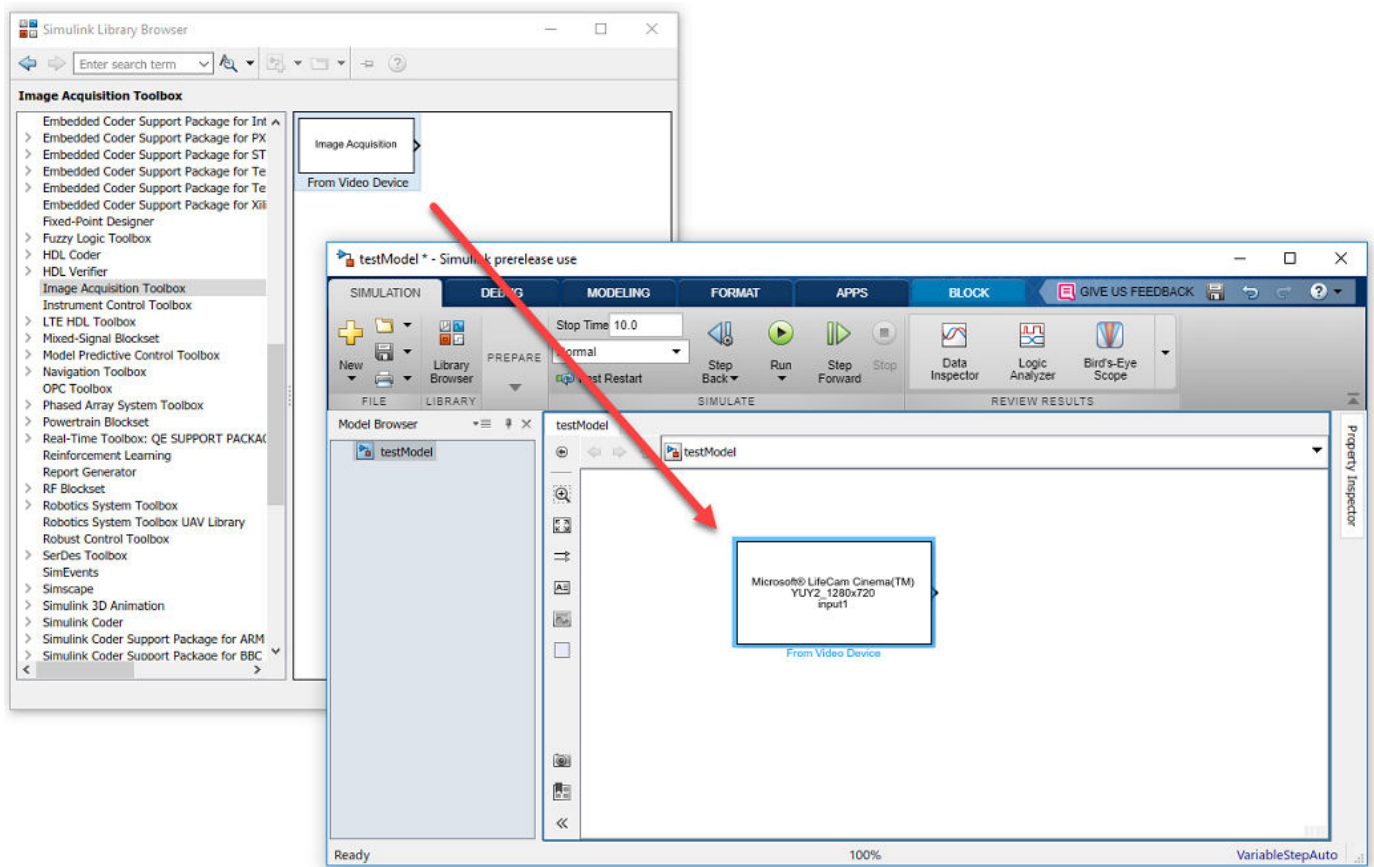 Simulink Library Browser
Enter search term
Image Acquisition Toolbox
Embedded Coder Support Package for Int
Embedded Coder Support Package for PX
Embedded Coder Support Package for ST
Embedded Coder Support Package for Te
Embedded Coder Support Package for Te
Embedded Coder Support Package for Xili
Fixed-Point Designer
Fuzzy Logic Toolbox
HDL Coder
HDL Verifier
Image Acquisition Toolbox
Instrument Control Toolbox
LTE HDL Toolbox
Mixed-Signal Blockset
Model Predictive Control Toolbox
Navigation Toolbox
OPC Toolbox
Phased Array System Toolbox
Powertrain Blockset
Real-Time Toolbox: QE SUPPORT PACKAG
Reinforcement Learning
Report Generator
RF Blockset
Robotics System Toolbox
Robotics System Toolbox UAV Library
Robust Control Toolbox
SerDes Toolbox
SimEvents
Simscape
Simulink 3D Animation
Simulink Coder
Simulink Coder Support Package for ARM
Simulink Coder Support Package for BBC
Image Acquisition
From Video Device
testModel * - Simulink prerelease use
SIMULATION DEBUG MODELING FORMAT APPS BLOCK GIVE US FEEDBACK
New
Library Browser
PREPARE
Stop Time 10.0
Normal
Fast Restart
Step Back
Run
Step Forward
Stop
Data Inspector
Logic Analyzer
Bird's-Eye Scope
FILE LIBRARY SIMULATE REVIEW RESULTS
Model Browser
testModel
testModel
testModel
Property Inspector
Microsoft® LifeCam Cinema(TM)
YUY2_1280x720
input1
From Video Device
Ready 100% VariableStepAuto